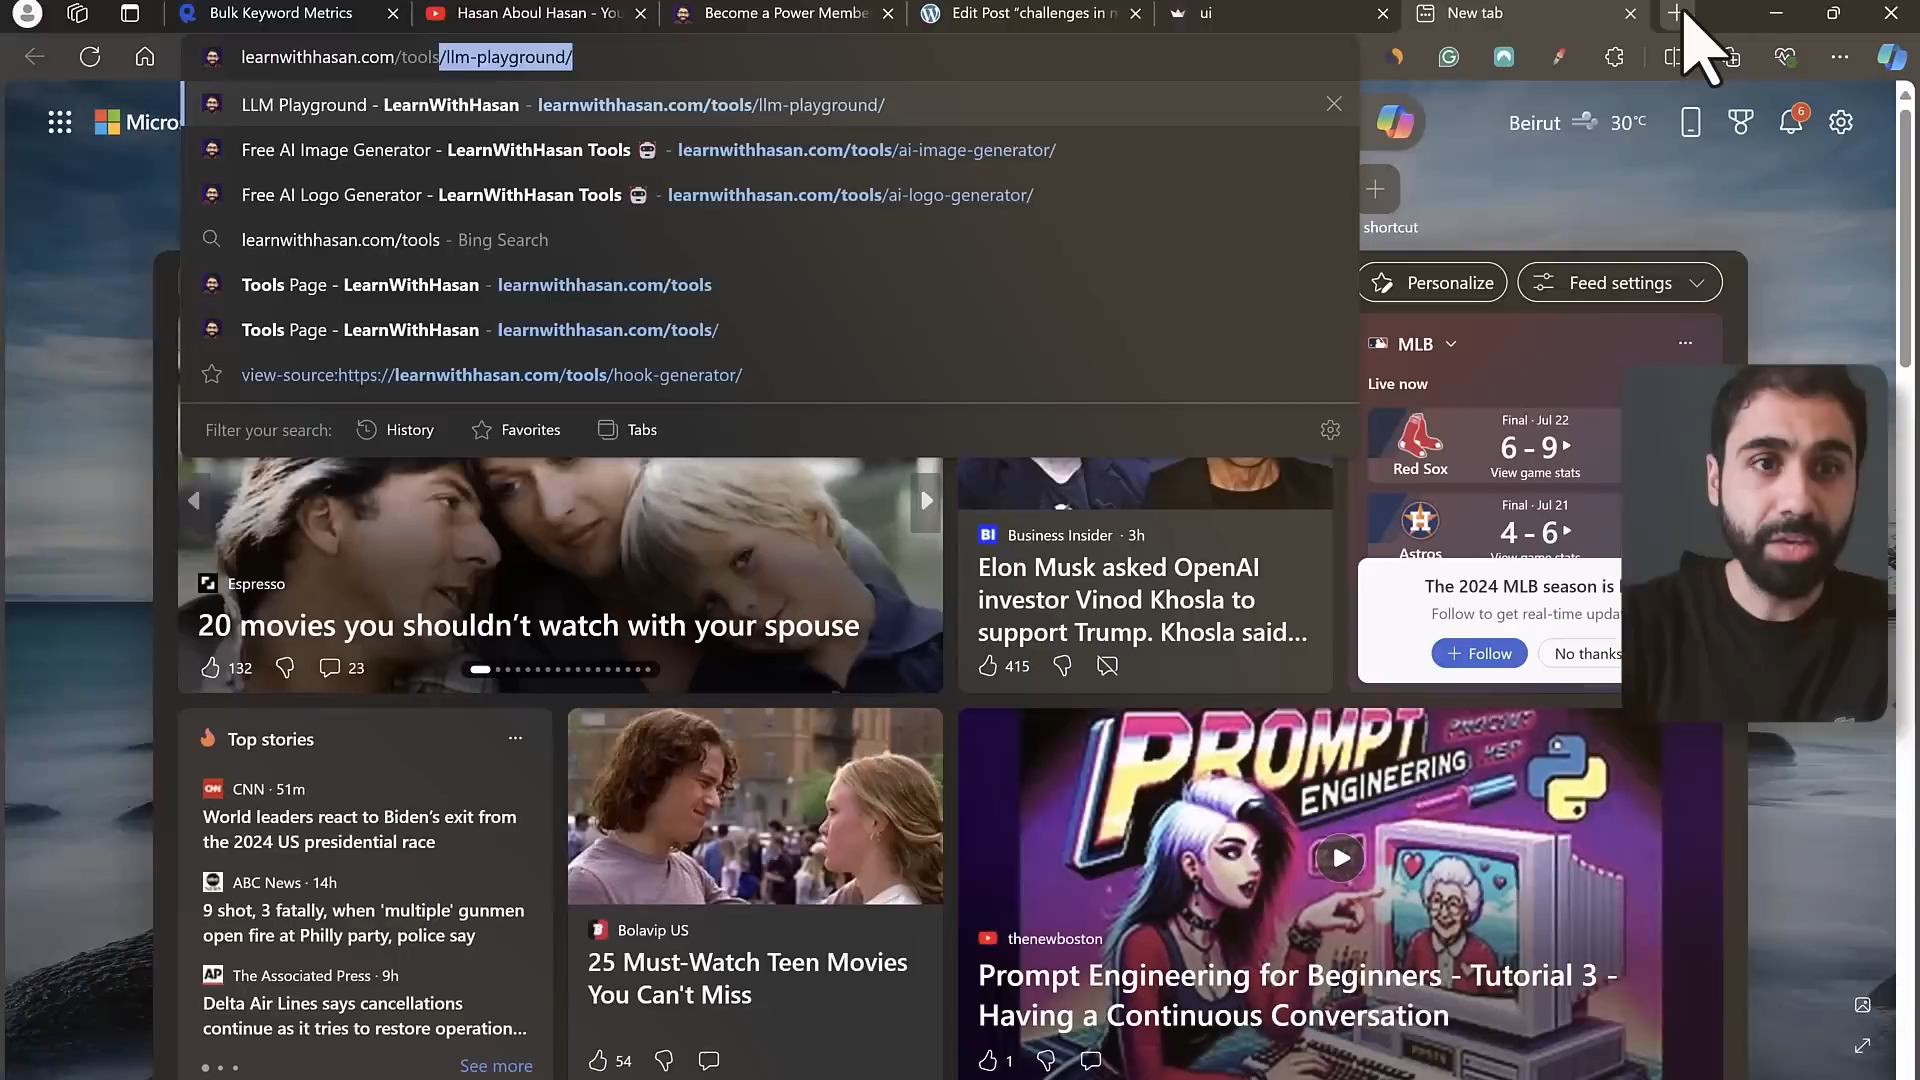 Bulk Keyword Metrics
Hasan Aboul Hasan - You
Become a Power Membe
Edit Post “challenges in m
ui
New tab
learnwithhasan.com/tools/llm-playground/
LLM Playground - LearnWithHasan - learnwithhasan.com/tools/llm-playground/
Free AI Image Generator - LearnWithHasan Tools 🤖 - learnwithhasan.com/tools/ai-image-generator/
Free AI Logo Generator - LearnWithHasan Tools 🤖 - learnwithhasan.com/tools/ai-logo-generator/
learnwithhasan.com/tools - Bing Search
Tools Page - LearnWithHasan - learnwithhasan.com/tools
Tools Page - LearnWithHasan - learnwithhasan.com/tools/
view-source:https://learnwithhasan.com/tools/hook-generator/
Filter your search:
History
Favorites
Tabs
Micro
Beirut
30°C
6
shortcut
Personalize
Feed settings
MLB
Live now
Final · Jul 22
Red Sox
6 - 9
View game stats
Final · Jul 21
Astros
4 - 6
View game stats
The 2024 MLB season is
Follow to get real-time upda
+ Follow
No thanks
Espresso
20 movies you shouldn’t watch with your spouse
132
23
BI
Business Insider · 3h
Elon Musk asked OpenAI
investor Vinod Khosla to
support Trump. Khosla said...
415
Top stories
CNN · 51m
World leaders react to Biden’s exit from
the 2024 US presidential race
ABC News · 14h
9 shot, 3 fatally, when 'multiple' gunmen
open fire at Philly party, police say
AP
The Associated Press · 9h
Delta Air Lines says cancellations
continue as it tries to restore operation...
See more
Bolavip US
25 Must-Watch Teen Movies
You Can't Miss
54
PROMPT
ENGINEERING
thenewboston
Prompt Engineering for Beginners - Tutorial 3 -
Having a Continuous Conversation
1